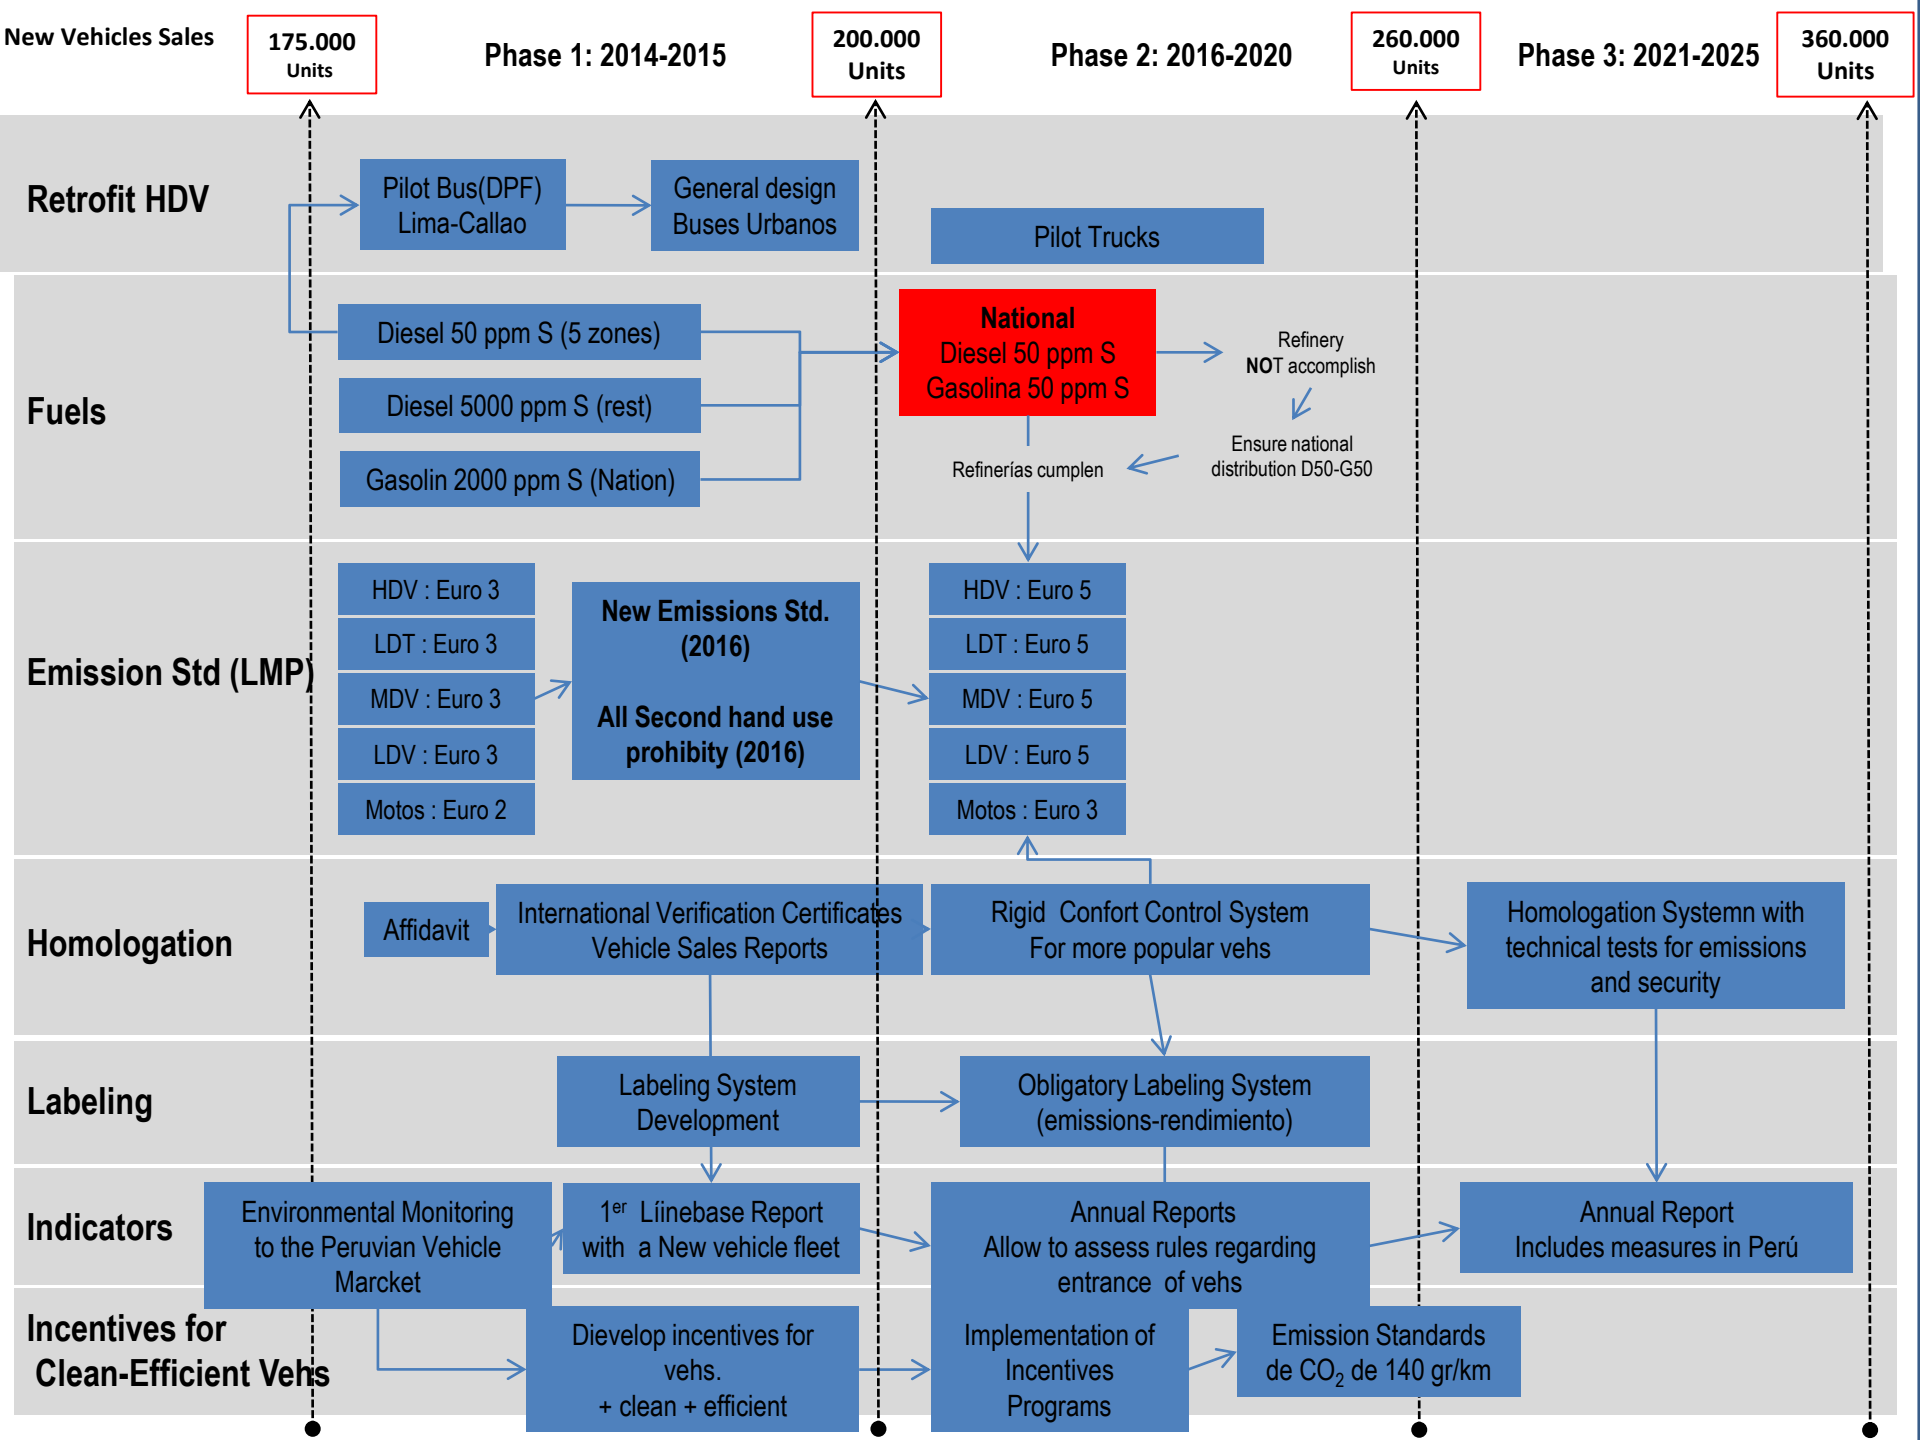 New Vehicles Sales
175.000
Units
Phase 1: 2014-2015
200.000
Units
Phase 2: 2016-2020
260.000
Units
Phase 3: 2021-2025
360.000
Units
Retrofit HDV
Pilot Bus(DPF)
Lima-Callao
General design
Buses Urbanos
Pilot Trucks
Fuels
Diesel 50 ppm S (5 zones)
Diesel 5000 ppm S (rest)
Gasolin 2000 ppm S (Nation)
National
Diesel 50 ppm S
Gasolina 50 ppm S
Refinery
NOT accomplish
Ensure national
distribution D50-G50
Refinerías cumplen
Emission Std (LMP)
HDV : Euro 3
LDT : Euro 3
MDV : Euro 3
LDV : Euro 3
Motos : Euro 2
New Emissions Std.
(2016)
All Second hand use
prohibity (2016)
HDV : Euro 5
LDT : Euro 5
MDV : Euro 5
LDV : Euro 5
Motos : Euro 3
Homologation
Affidavit
International Verification Certificates
Vehicle Sales Reports
Rigid Confort Control System
For more popular vehs
Homologation Systemn with
technical tests for emissions
and security
Labeling
Labeling System
Development
Obligatory Labeling System
(emissions-rendimiento)
Indicators
Environmental Monitoring
to the Peruvian Vehicle
Marcket
1er Líinebase Report
with a New vehicle fleet
Annual Reports
Allow to assess rules regarding
entrance of vehs
Annual Report
Includes measures in Perú
Incentives for
Clean-Efficient Vehs
Dievelop incentives for
vehs.
+ clean + efficient
Implementation of
Incentives
Programs
Emission Standards
de CO2 de 140 gr/km